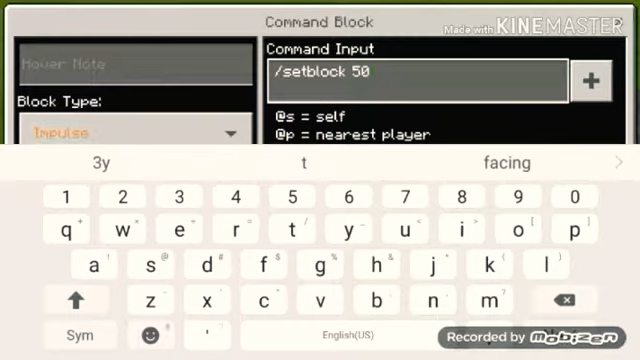 Command Block
Made with KINEMASTER
Hover Note
Command Input
/setblock 50
+
Block Type:
@s = self
Impulse
@p = nearest player
3y t facing
1 2 3 4 5 6 7 8 9 0
q w e r t y u i o p
a s d f g h j k l
z x c v b n m
Sym ' English(US)
Recorded by mobizen